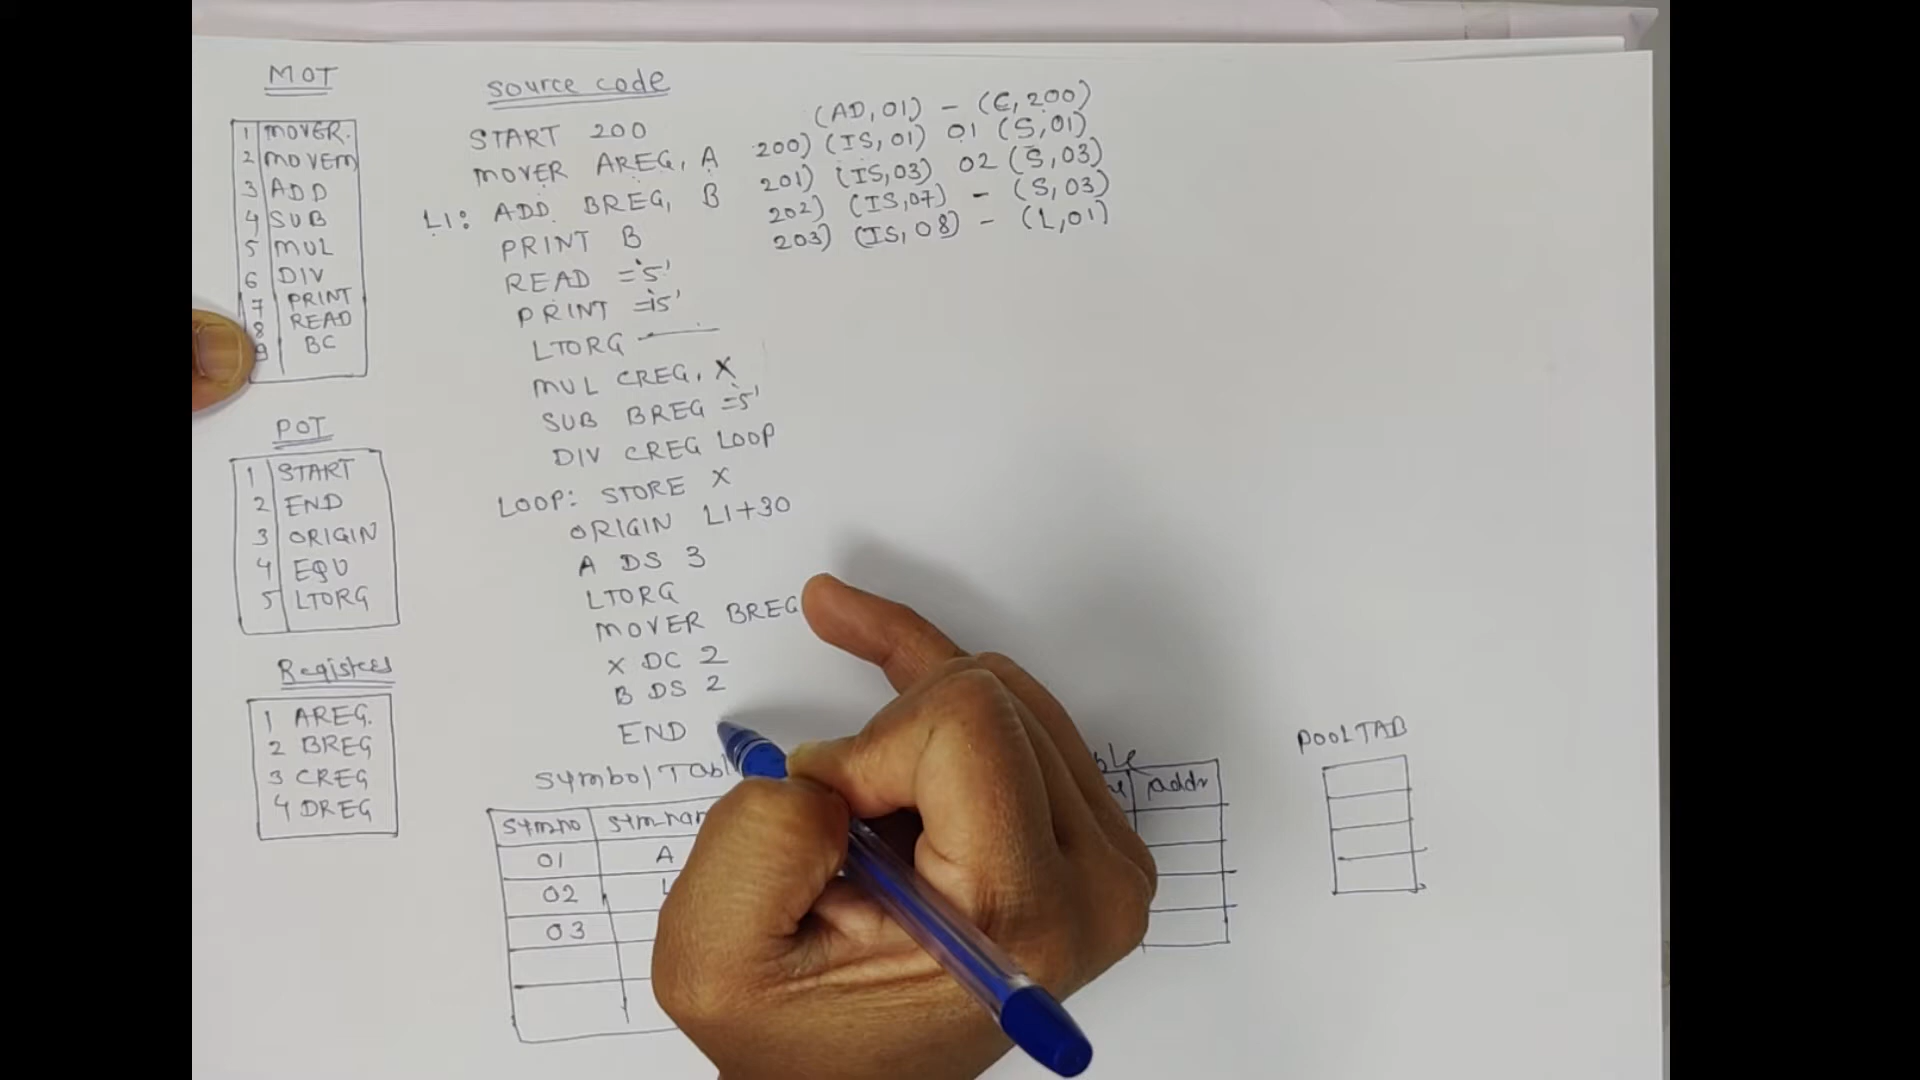 MOT
1 MOVER.
2 MOVEM
3 ADD
4 SUB
5 MUL
6 DIV
7 PRINT
8 READ
9 BC
POT
1 START
2 END
3 ORIGIN
4 EQU
5 LTORG
Registers
1 AREG.
2 BREG
3 CREG
4 DREG
source code
START 200
MOVER AREG, A
L1: ADD BREG, B
PRINT B
READ ='5'
PRINT ='5'
LTORG
MUL CREG, X
SUB BREG ='5'
DIV CREG LOOP
LOOP: STORE X
ORIGIN L1+30
A DS 3
LTORG
MOVER BREG
X DC 2
B DS 2
END
(AD,01) - (C,200)
200) (IS,01) 01 (S,01)
201) (IS,03) 02 (S,03)
202) (IS,07) - (S,03)
203) (IS,08) - (L,01)
Symbol
Sym.no
01 A
02
03
addr
POOLTAB